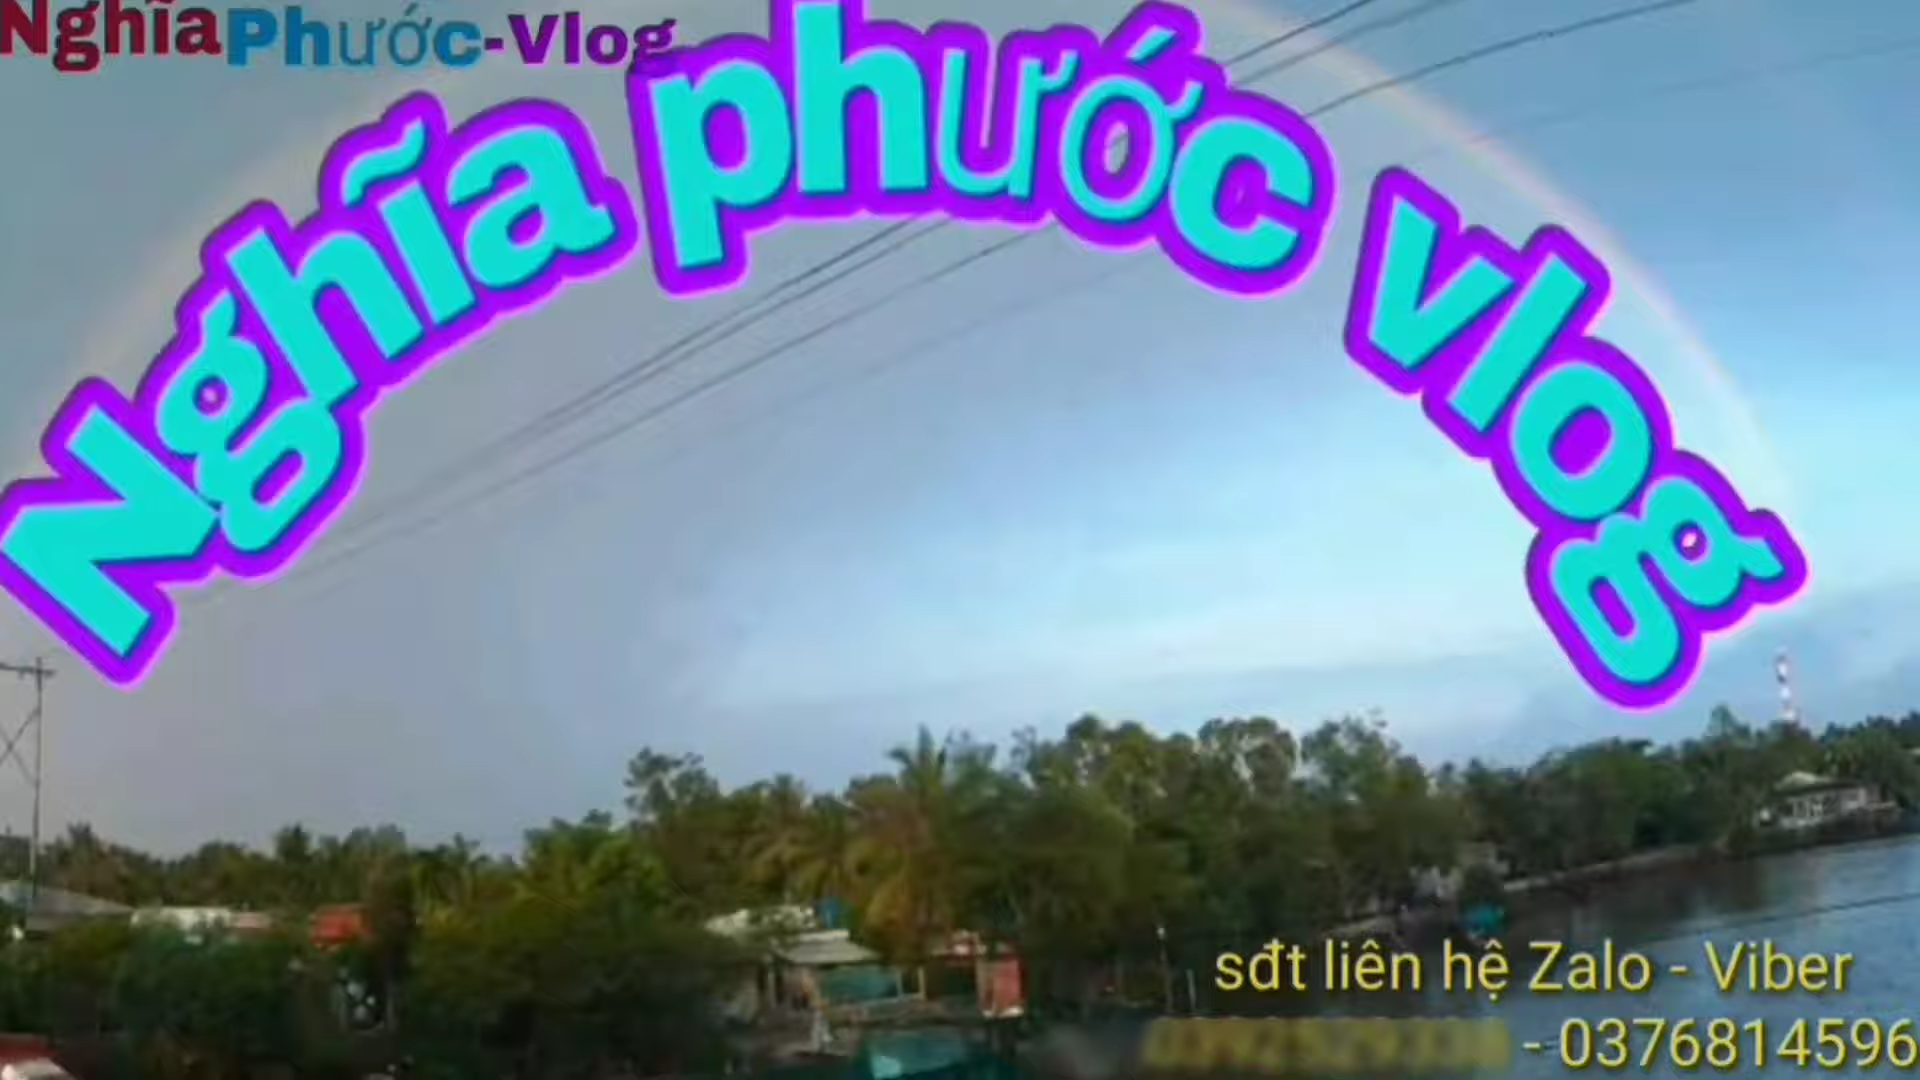 NghĩaPhước-Vlog
Nghĩa phước vlog
sđt liên hệ Zalo - Viber
- 0376814596